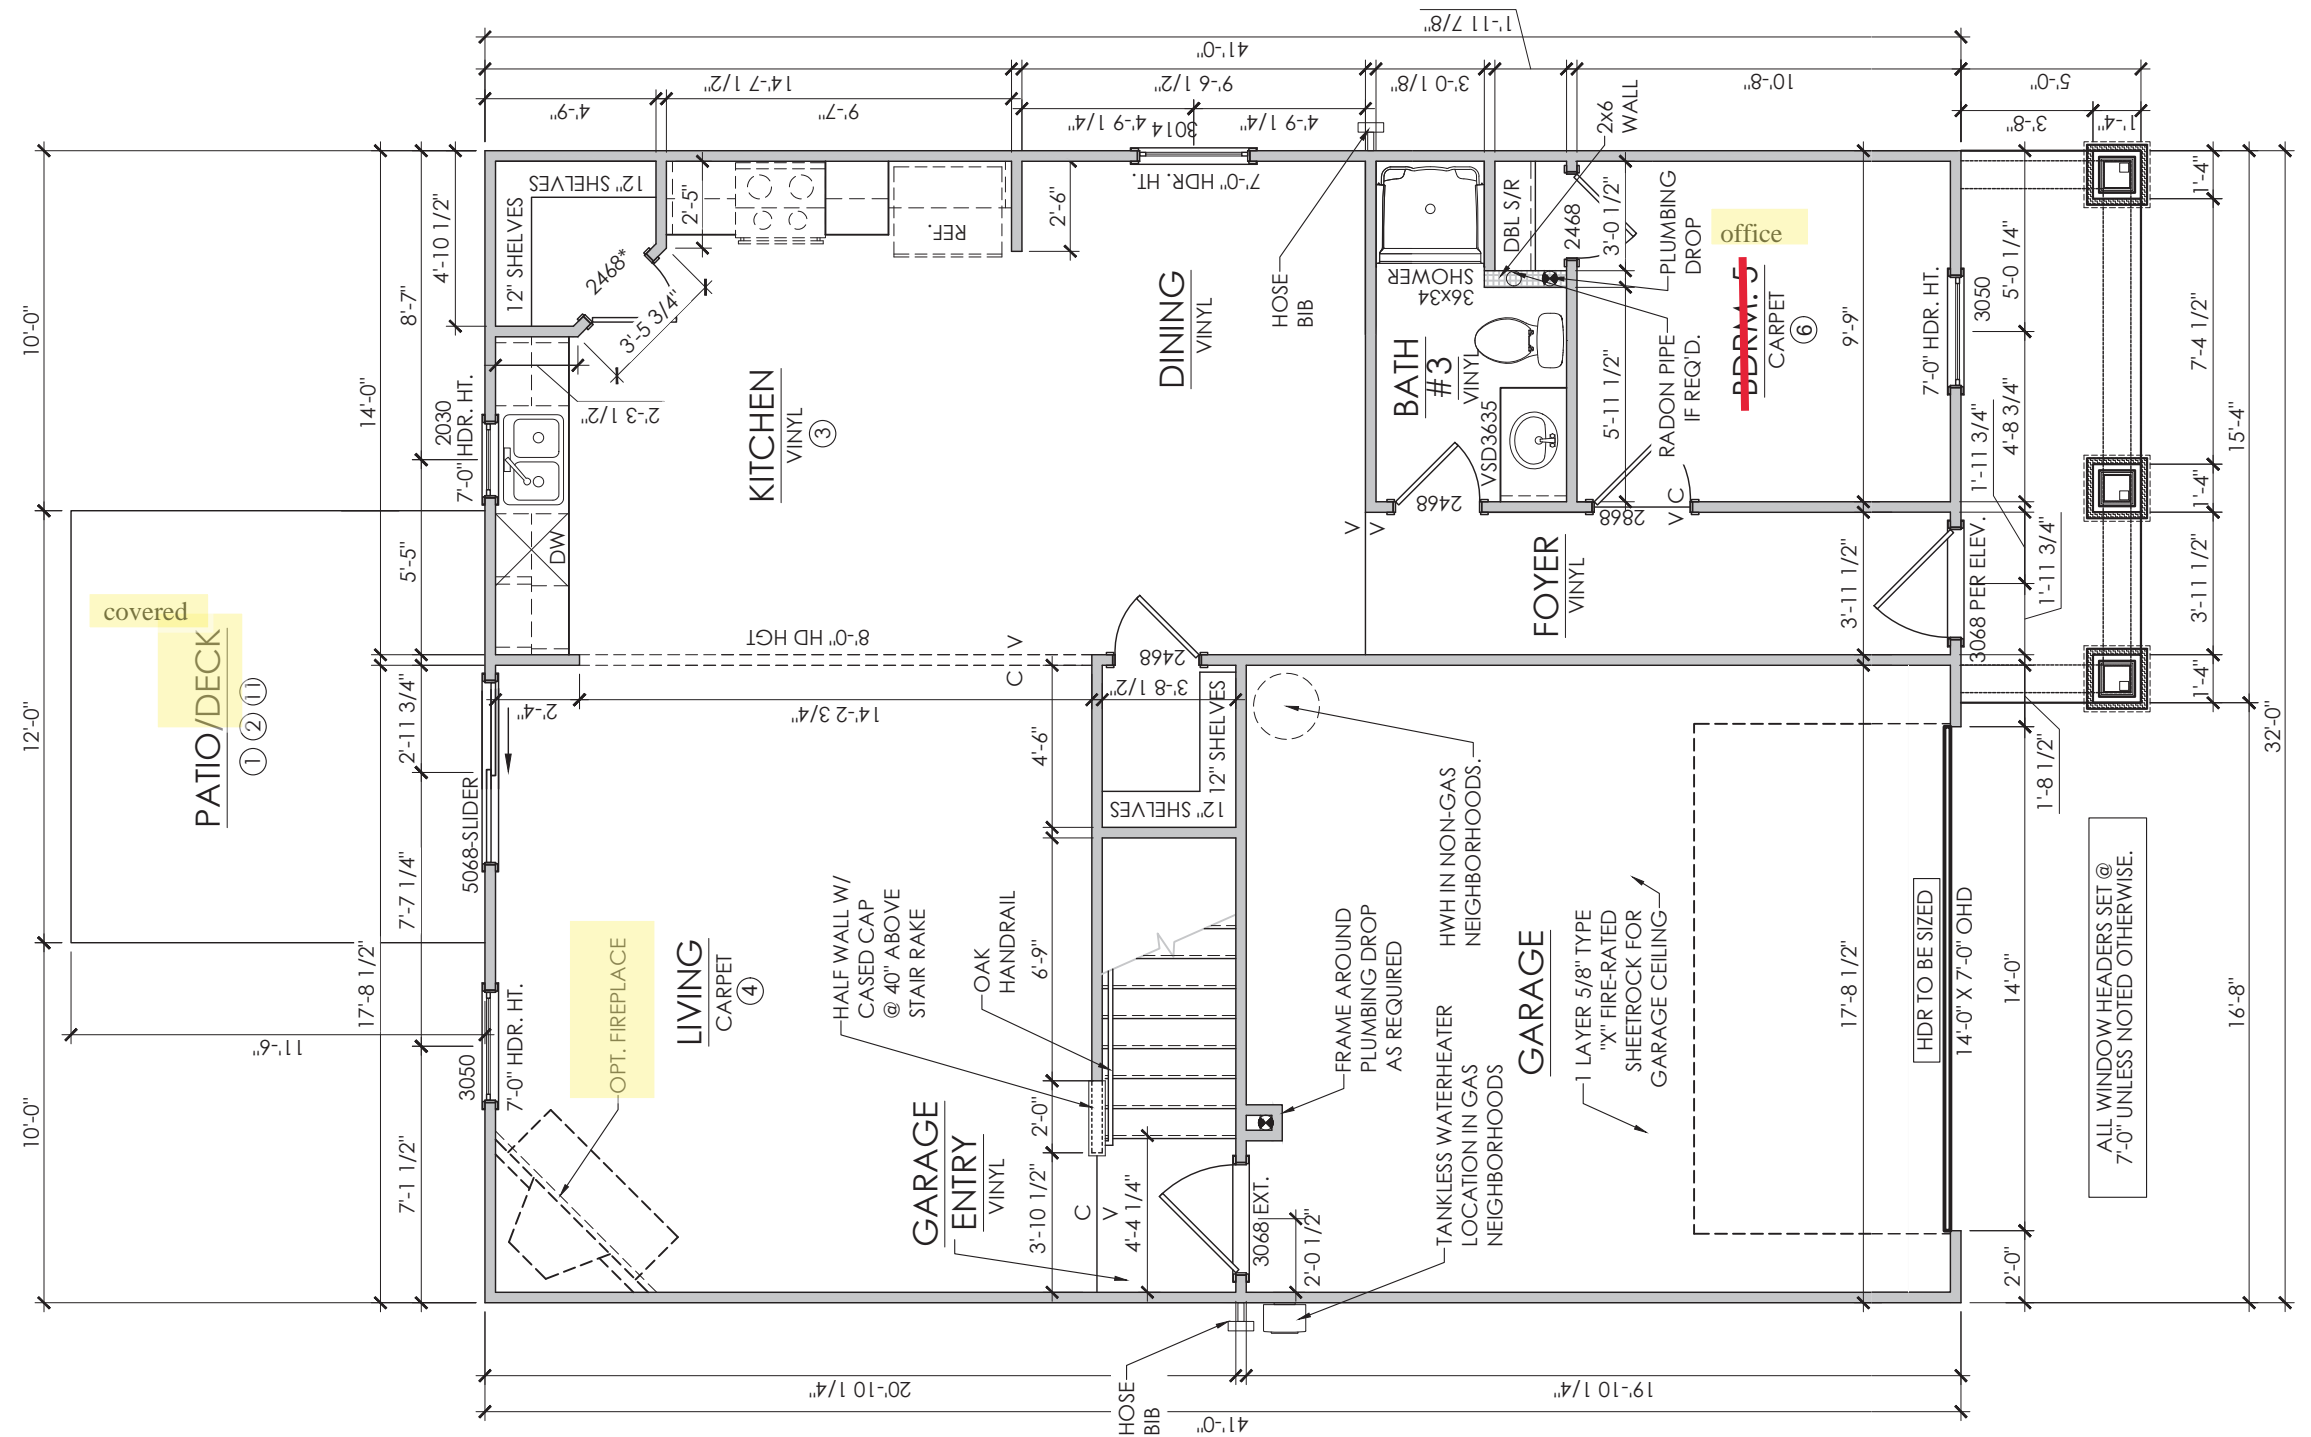 41'-0"
1'-11 7/8"
14'-7 1/2"
9'-6 1/2"
3'-0 1/8"
10'-8"
5'-0"
4'-9"
9'-7"
4'-9 1/4"
4'-9 1/4"
3014
3'-8"
1'-4"
2x6
WALL
10'-0"
12'-0"
10'-0"
14'-0"
17'-8 1/2"
8'-7"
5'-5"
2'-11 3/4"
7'-7 1/4"
7'-1 1/2"
4'-10 1/2"
11'-6"
covered
PATIO/DECK
1 2 11
12" SHELVES
12" SHELVES
2468*
3'-5 3/4"
2'-5"
REF.
2'-6"
7'-0" HDR. HT.
2030
7'-0" HDR. HT.
2'-3 1/2"
DW
KITCHEN
VINYL
3
DINING
VINYL
HOSE
BIB
36x34
SHOWER
DBL S/R
2468
3'-0 1/2"
PLUMBING
DROP
office
BDRM. 5
CARPET
6
9'-9"
7'-0" HDR. HT.
3050
5'-0 1/4"
4'-8 3/4"
1'-11 3/4"
BATH
#3
VINYL
VSD3635
5'-11 1/2"
RADON PIPE
IF REQ'D.
2468
2868
V
C
V
V
FOYER
VINYL
3'-11 1/2"
3068 PER ELEV.
1'-11 3/4"
1'-4"
7'-4 1/2"
1'-4"
3'-11 1/2"
1'-4"
15'-4"
16'-8"
32'-0"
8'-0" HD HGT
C
V
2468
3'-8 1/2"
2'-4"
14'-2 3/4"
4'-6"
12" SHELVES
12" SHELVES
5068-SLIDER
3050
7'-0" HDR. HT.
OPT. FIREPLACE
LIVING
CARPET
4
HALF WALL W/
CASED CAP
@ 40" ABOVE
STAIR RAKE
OAK
HANDRAIL
6'-9"
2'-0"
3'-10 1/2"
GARAGE
ENTRY
VINYL
C
V
4'-4 1/4"
3068 EXT.
2'-0 1/2"
FRAME AROUND
PLUMBING DROP
AS REQUIRED
HWH IN NON-GAS
NEIGHBORHOODS.
TANKLESS WATERHEATER
LOCATION IN GAS
NEIGHBORHOODS
GARAGE
1 LAYER 5/8" TYPE
"X" FIRE-RATED
SHEETROCK FOR
GARAGE CEILING
17'-8 1/2"
HDR TO BE SIZED
14'-0" X 7'-0" OHD
1'-8 1/2"
14'-0"
2'-0"
ALL WINDOW HEADERS SET @
7'-0" UNLESS NOTED OTHERWISE.
HOSE
BIB
20'-10 1/4"
19'-10 1/4"
41'-0"